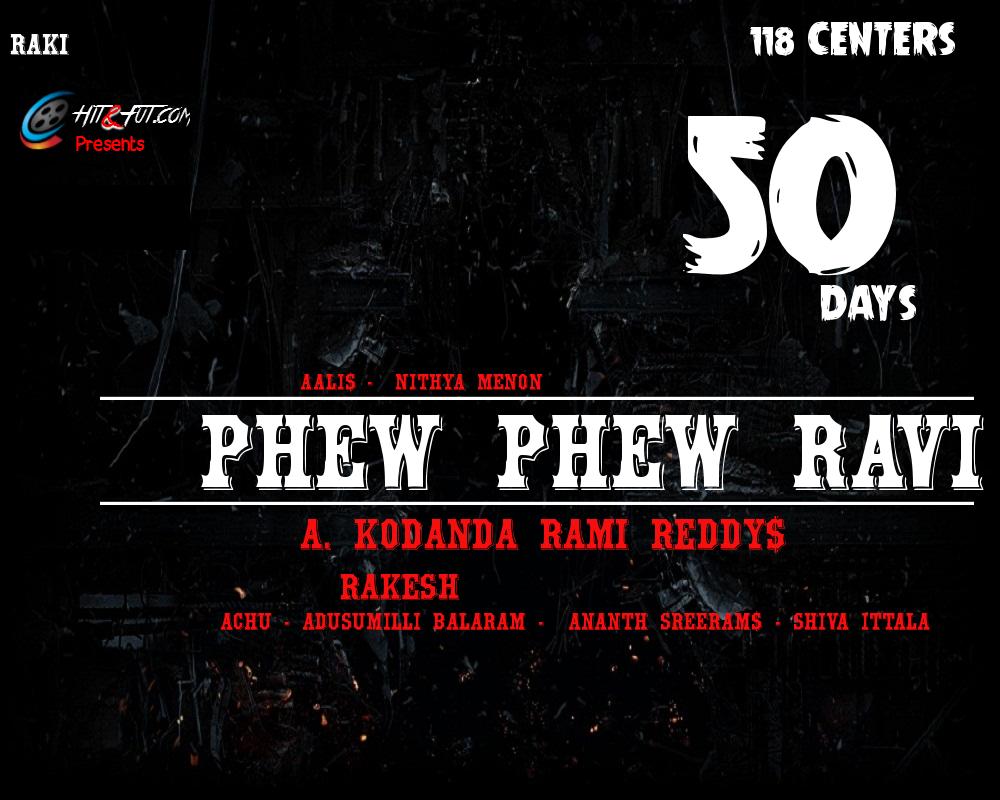 RAKI
118 CENTERS
HIT&FUT.COM
Presents
50
DAYS
AALI$ - NITHYA MENON
PHEW PHEW RAVI
A. KODANDA RAMI REDDY$
RAKESH
ACHU - ADUSUMILLI BALARAM - ANANTH SREERAM$ - SHIVA ITTALA